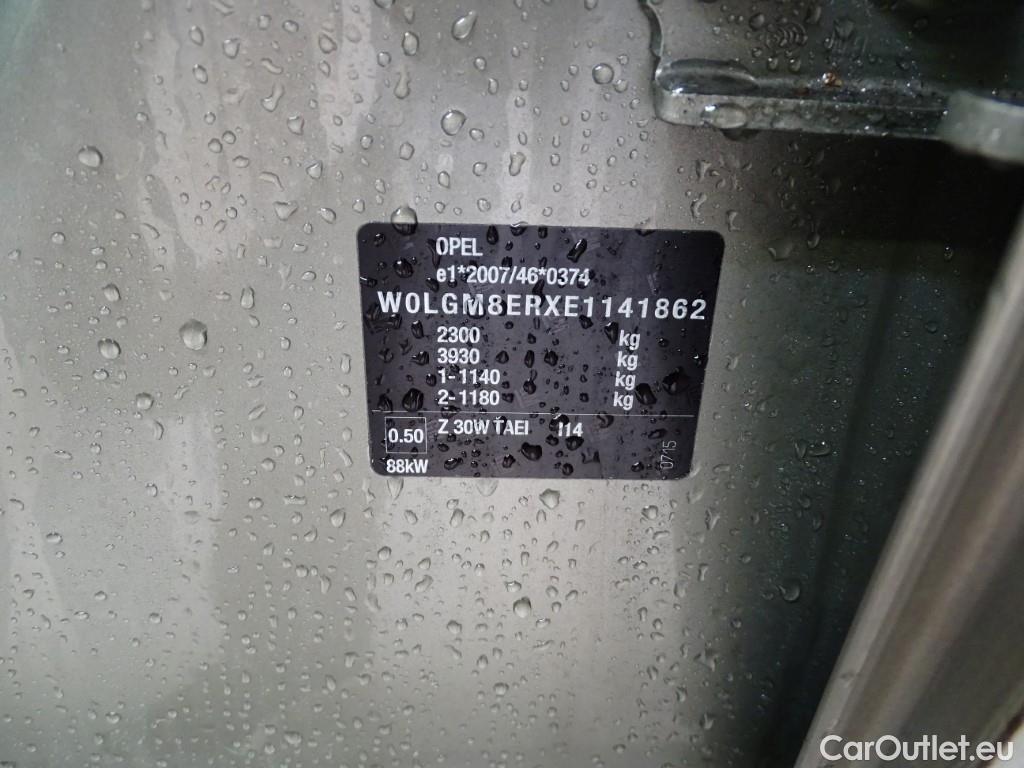 OPEL
e1*2007/46*0374
W0LGM8ERXE1141862
2300 kg
3930 kg
1-1140 kg
2-1180 kg
0.50 Z 30W TAEI I14
88kW
0715
CarOutlet.eu